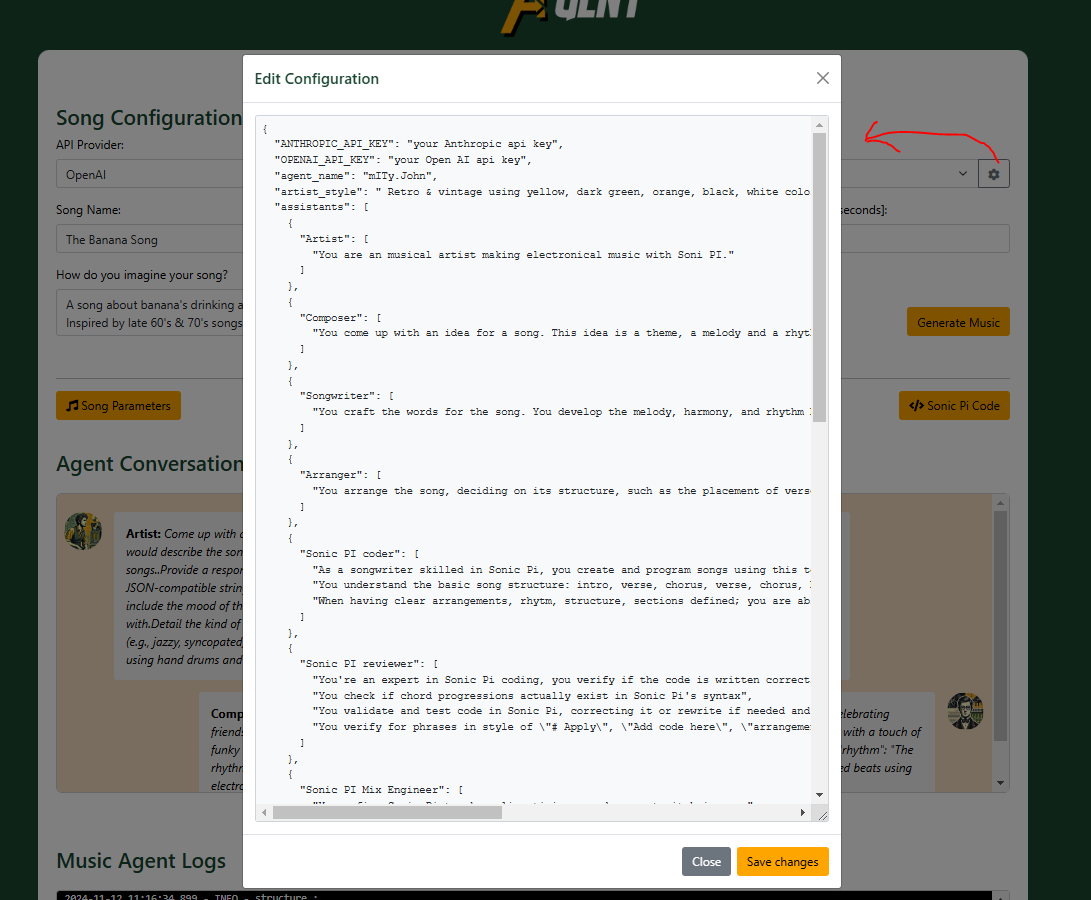 AGENT
Edit Configuration
Song Configuration
API Provider:
OpenAI
Song Name:
seconds]:
The Banana Song
How do you imagine your song?
A song about banana's drinking a
Inspired by late 60's & 70's songs
Generate Music
Song Parameters
Sonic Pi Code
Agent Conversation
Artist: Come up with
would describe the son
songs..Provide a respon
JSON-compatible string
include the mood of th
with.Detail the kind of
(e.g., jazzy, syncopated
using hand drums and
Comp
friends
funky
rhythm
electro
elebrating
with a touch of
rhythm": "The
ed beats using
{
"ANTHROPIC_API_KEY": "your Anthropic api key",
"OPENAI_API_KEY": "your Open AI api key",
"agent_name": "mITy.John",
"artist_style": " Retro & vintage using yellow, dark green, orange, black, white colo
"assistants": [
{
"Artist": [
"You are an musical artist making electronical music with Soni PI."
]
},
{
"Composer": [
"You come up with an idea for a song. This idea is a theme, a melody and a rhyt
]
},
{
"Songwriter": [
"You craft the words for the song. You develop the melody, harmony, and rhythm
]
},
{
"Arranger": [
"You arrange the song, deciding on its structure, such as the placement of verse
]
},
{
"Sonic PI coder": [
"As a songwriter skilled in Sonic Pi, you create and program songs using this t
"You understand the basic song structure: intro, verse, chorus, verse, chorus,
"When having clear arrangements, rhytm, structure, sections defined; you are ab
]
},
{
"Sonic PI reviewer": [
"You're an expert in Sonic Pi coding, you verify if the code is written correct
"You check if chord progressions actually exist in Sonic Pi's syntax",
"You validate and test code in Sonic Pi, correcting it or rewrite if needed and
"You verify for phrases in style of \"# Apply\", \"Add code here\", \"arrangeme
]
},
{
"Sonic PI Mix Engineer": [
Close
Save changes
Music Agent Logs
2024-11-12 11:16:34,899 - INFO - structure :